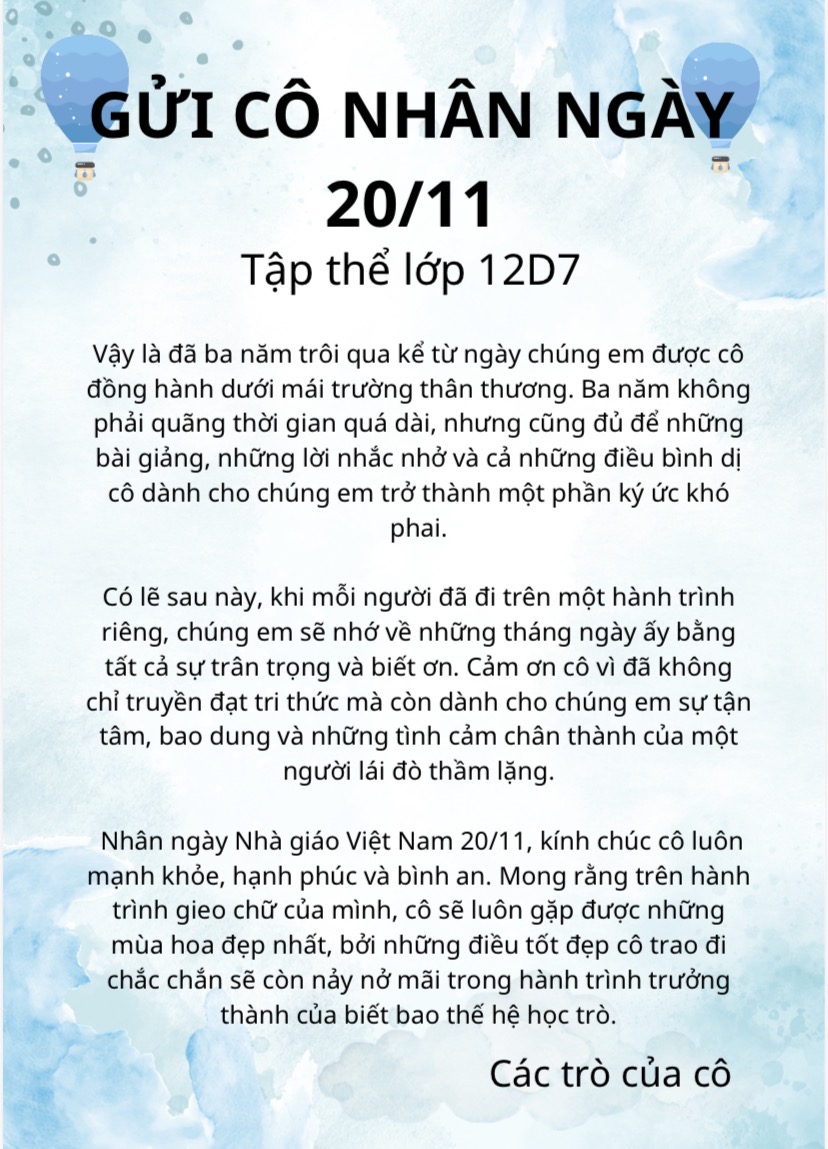 GỬI CÔ NHÂN NGÀY
20/11
Tập thể lớp 12D7
Vậy là đã ba năm trôi qua kể từ ngày chúng em được cô
đồng hành dưới mái trường thân thương. Ba năm không
phải quãng thời gian quá dài, nhưng cũng đủ để những
bài giảng, những lời nhắc nhở và cả những điều bình dị
cô dành cho chúng em trở thành một phần ký ức khó
phai.
Có lẽ sau này, khi mỗi người đã đi trên một hành trình
riêng, chúng em sẽ nhớ về những tháng ngày ấy bằng
tất cả sự trân trọng và biết ơn. Cảm ơn cô vì đã không
chỉ truyền đạt tri thức mà còn dành cho chúng em sự tận
tâm, bao dung và những tình cảm chân thành của một
người lái đò thầm lặng.
Nhân ngày Nhà giáo Việt Nam 20/11, kính chúc cô luôn
mạnh khỏe, hạnh phúc và bình an. Mong rằng trên hành
trình gieo chữ của mình, cô sẽ luôn gặp được những
mùa hoa đẹp nhất, bởi những điều tốt đẹp cô trao đi
chắc chắn sẽ còn nảy nở mãi trong hành trình trưởng
thành của biết bao thế hệ học trò.
Các trò của cô